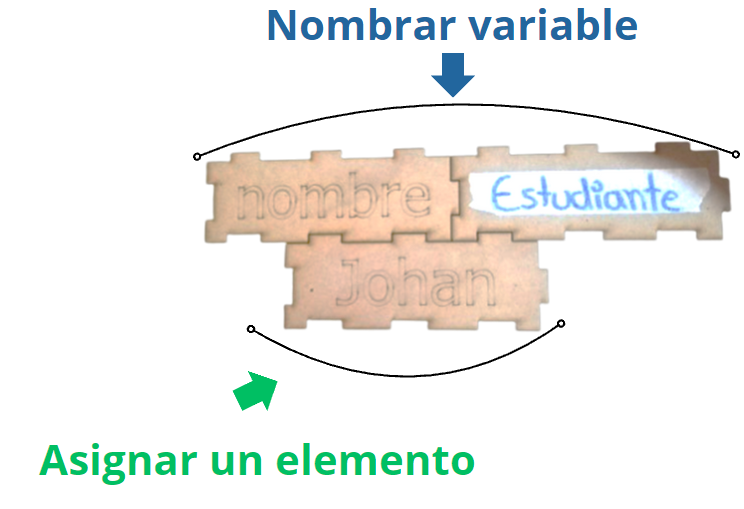 Nombrar variable
nombre Estudiante
Johan
Asignar un elemento